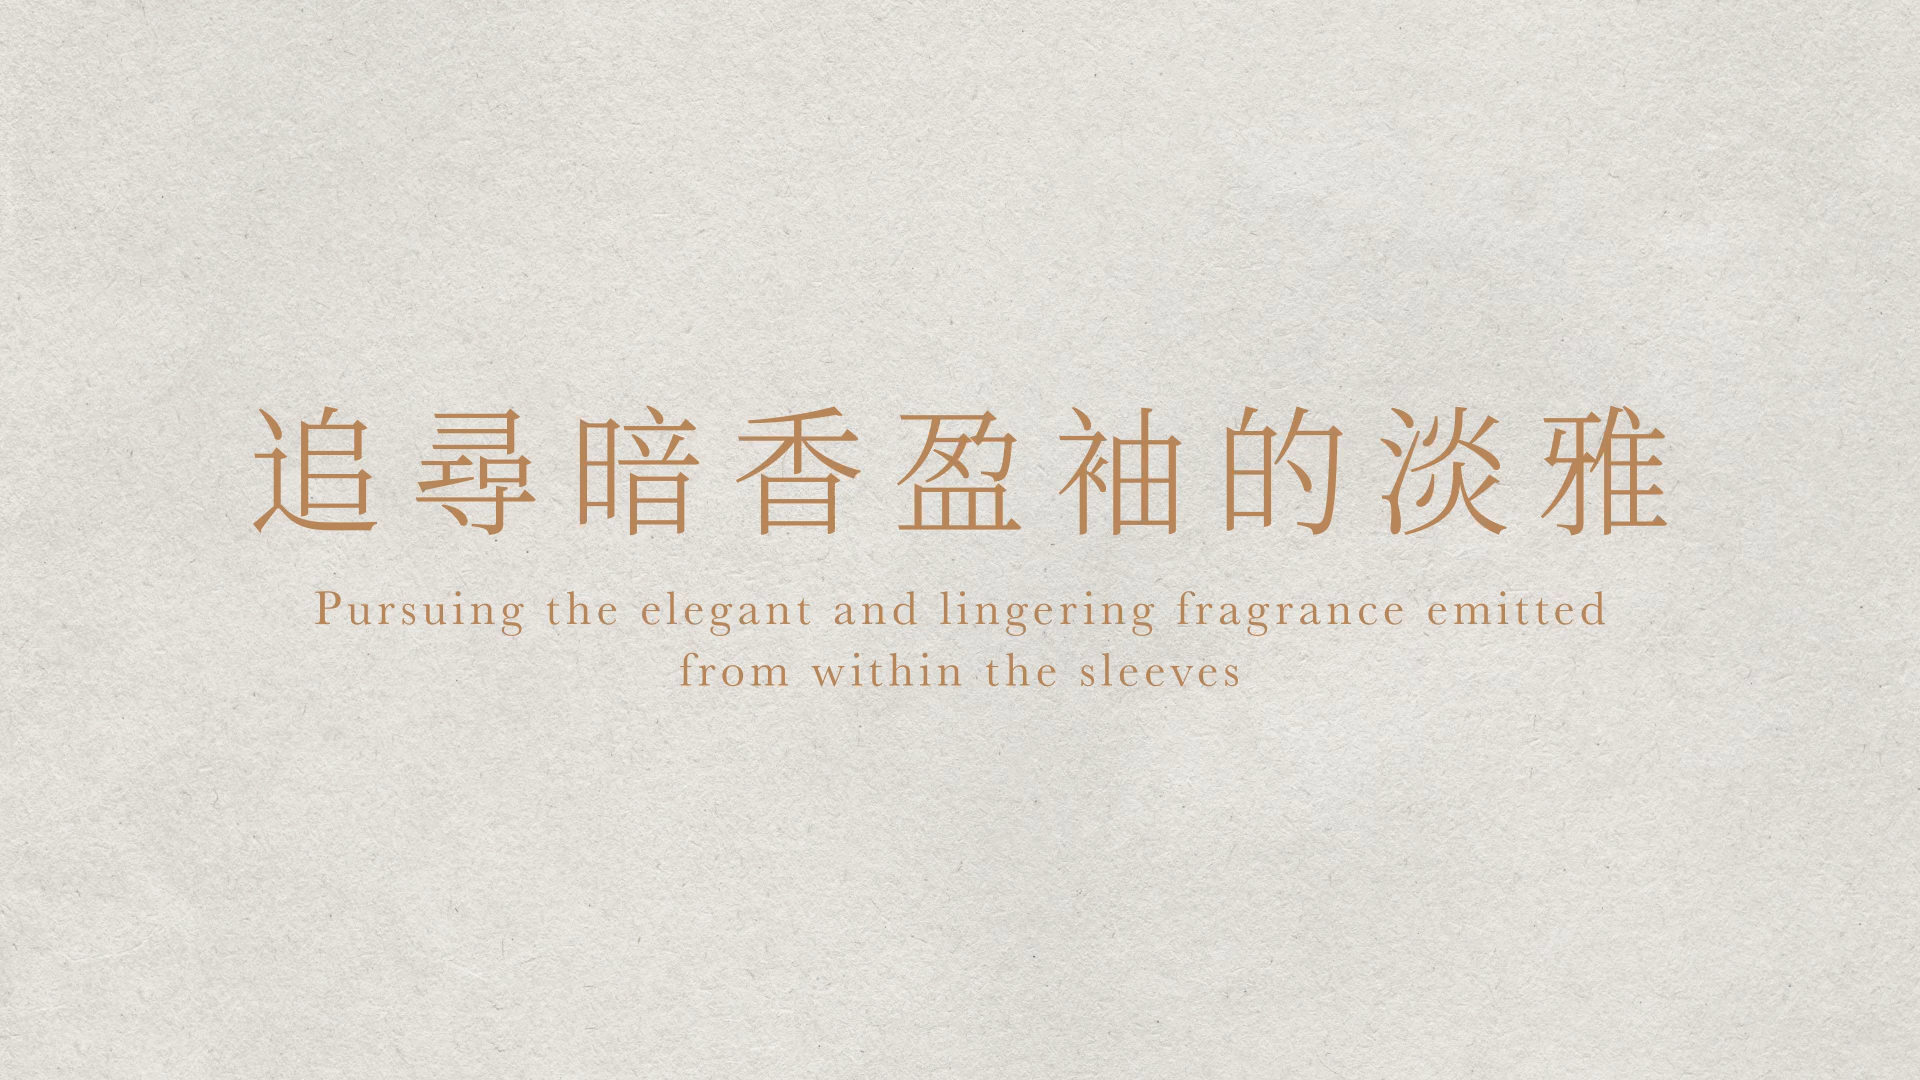 追尋暗香盈袖的淡雅
Pursuing the elegant and lingering fragrance emitted
from within the sleeves